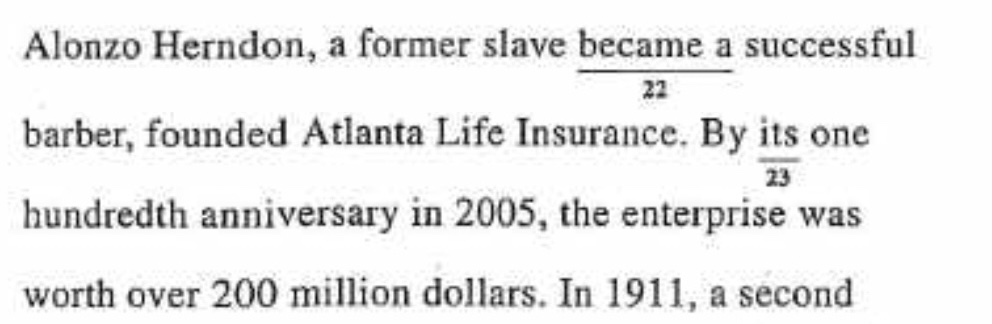 Alonzo Herndon, a former slave became a successful
22
barber, founded Atlanta Life Insurance. By its one
23
hundredth anniversary in 2005, the enterprise was
worth over 200 million dollars. In 1911, a second